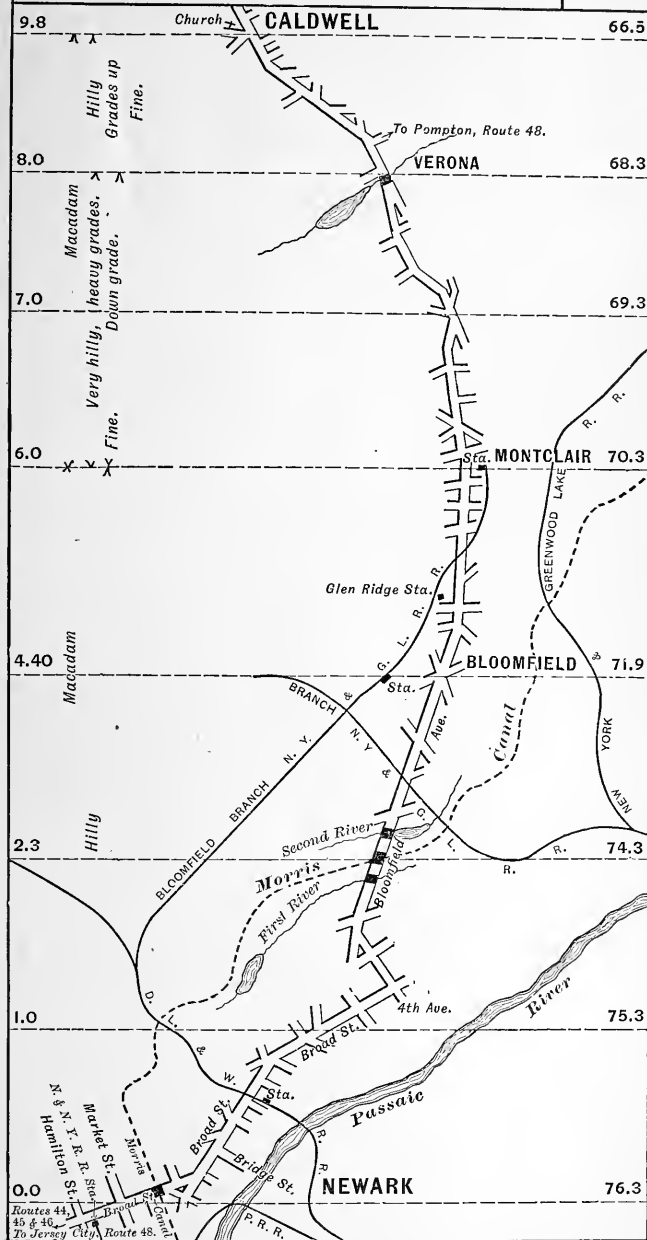 9.8
Church
CALDWELL
66.5
Hilly
Grades up
Fine.
To Pompton, Route 48.
8.0
VERONA
68.3
Macadam
Very hilly, heavy grades.
Down grade.
Fine.
7.0
69.3
6.0
Sta. MONTCLAIR 70.3
GREENWOOD LAKE R. R.
Glen Ridge Sta.
Macadam
4.40
BLOOMFIELD 71.9
Sta.
BLOOMFIELD BRANCH N. Y. & G. L. R. R.
BRANCH N. Y. & G. L. R. R.
Ave.
Canal
NEW YORK &
Hilly
Second River
2.3
Morris
Bloomfield
74.3
First River
4th Ave.
1.0
75.3
Broad St.
D. L. & W. R. R.
Sta.
Passaic River
Broad St.
Bridge St.
N. & N. Y. R. R. Sta.
Hamilton St.
Market St.
Morris
Canal
Broad St.
NEWARK
0.0
76.3
P. R. R.
Routes 44,
45 & 46.
To Jersey City, Route 48.